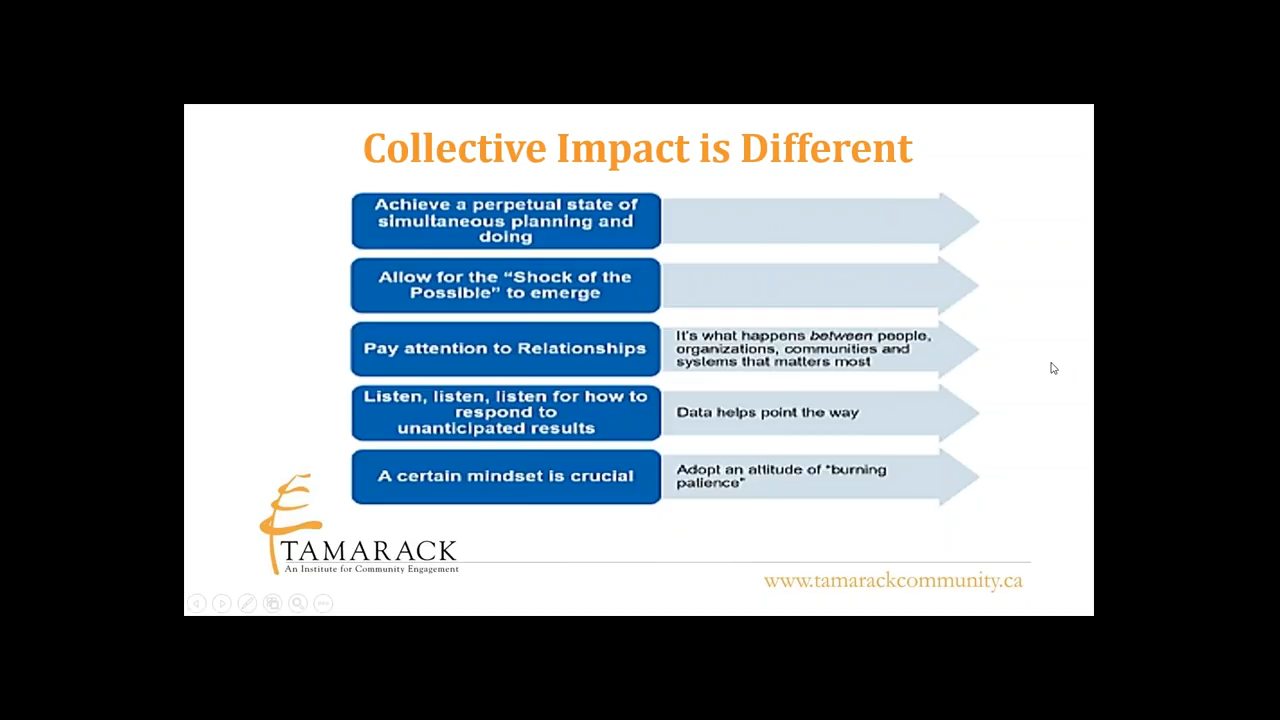 Collective Impact is Different
Achieve a perpetual state of
simultaneous planning and
doing
Allow for the “Shock of the
Possible” to emerge
Pay attention to Relationships
It's what happens between people,
organizations, communities and
systems that matters most
Listen, listen, listen for how to
respond to
unanticipated results
Data helps point the way
A certain mindset is crucial
Adopt an attitude of "burning
patience"
TAMARACK
An Institute for Community Engagement
www.tamarackcommunity.ca